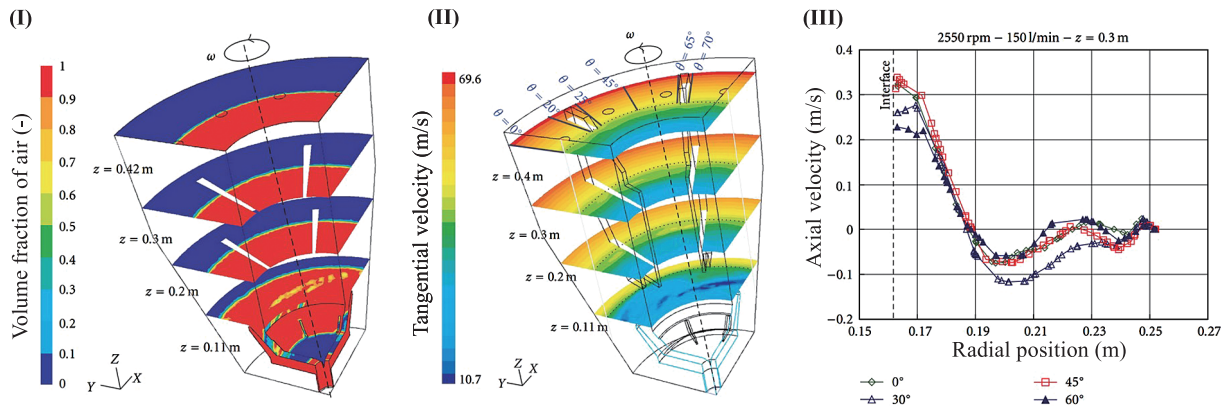 (I)
Volume fraction of air (-)
1
0.9
0.8
0.7
0.6
0.5
0.4
0.3
0.2
0.1
0
ω
z = 0.42 m
z = 0.3 m
z = 0.2 m
z = 0.11 m
Z
Y
X
(II)
Tangential velocity (m/s)
69.6
10.7
ω
θ = 0°
θ = 20°
θ = 25°
θ = 45°
θ = 65°
θ = 70°
z = 0.4 m
z = 0.3 m
z = 0.2 m
z = 0.11 m
Z
Y
X
(III)
2550 rpm − 150 l/min − z = 0.3 m
Axial velocity (m/s)
0.4
0.3
0.2
0.1
0
−0.1
−0.2
Interface
0.15
0.17
0.19
0.21
0.23
0.25
0.27
Radial position (m)
0°
45°
30°
60°